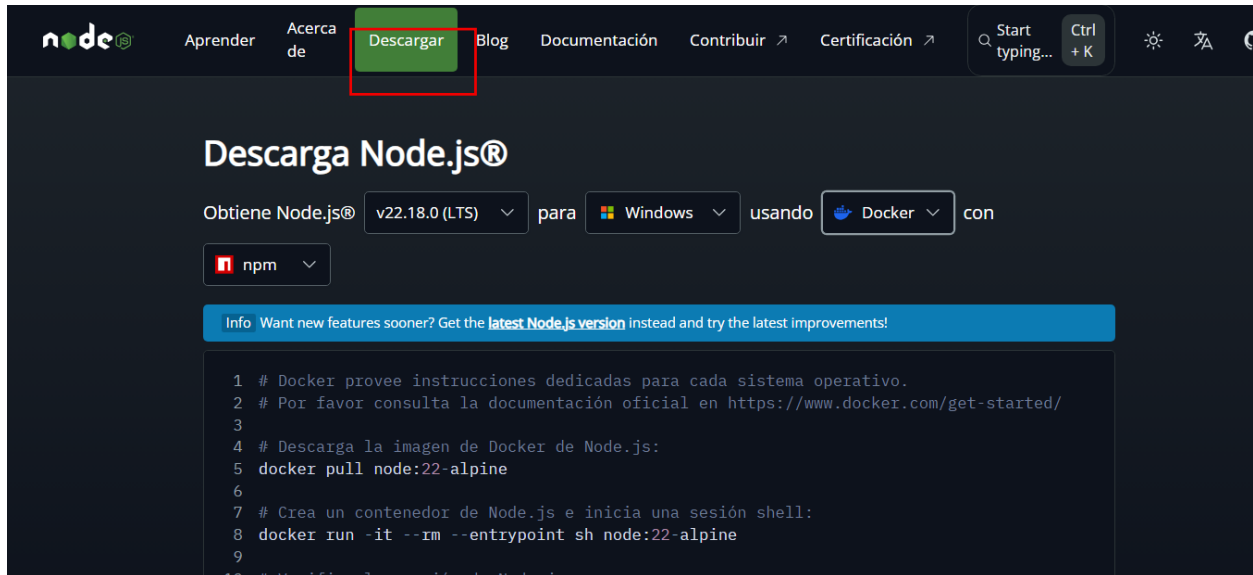 node JS
Aprender Acerca de Descargar Blog Documentación Contribuir ↗ Certificación ↗ Start typing... Ctrl + K
Descarga Node.js®
Obtiene Node.js® v22.18.0 (LTS) para Windows usando Docker con
npm
Info Want new features sooner? Get the latest Node.js version instead and try the latest improvements!
1 # Docker provee instrucciones dedicadas para cada sistema operativo.
2 # Por favor consulta la documentación oficial en https://www.docker.com/get-started/
3
4 # Descarga la imagen de Docker de Node.js:
5 docker pull node:22-alpine
6
7 # Crea un contenedor de Node.js e inicia una sesión shell:
8 docker run -it --rm --entrypoint sh node:22-alpine
9